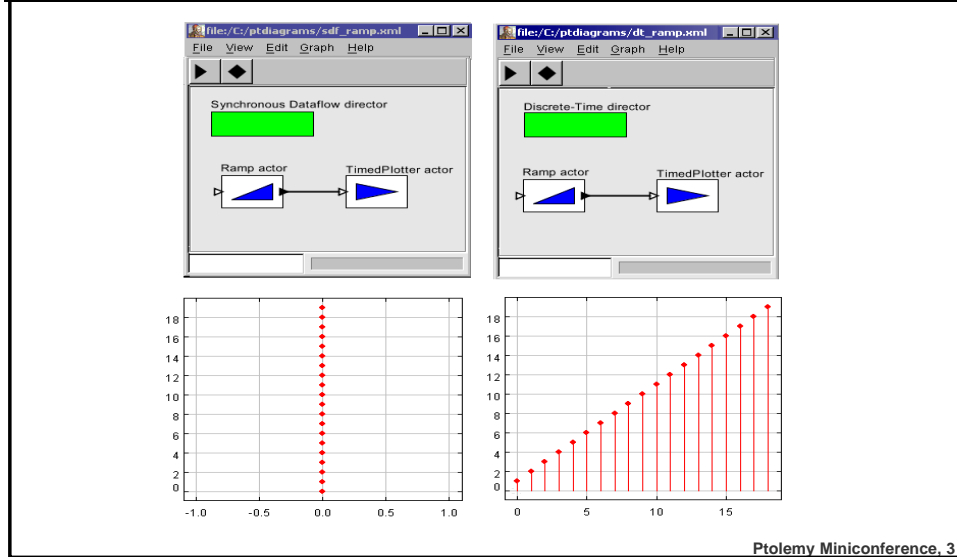 file:/C:/ptdiagrams/sdf_ramp.xml
File View Edit Graph Help
Synchronous Dataflow director
Ramp actor
TimedPlotter actor
file:/C:/ptdiagrams/dt_ramp.xml
File View Edit Graph Help
Discrete-Time director
Ramp actor
TimedPlotter actor
18
16
14
12
10
8
6
4
2
0
-1.0 -0.5 0.0 0.5 1.0
18
16
14
12
10
8
6
4
2
0
0 5 10 15
Ptolemy Miniconference, 3